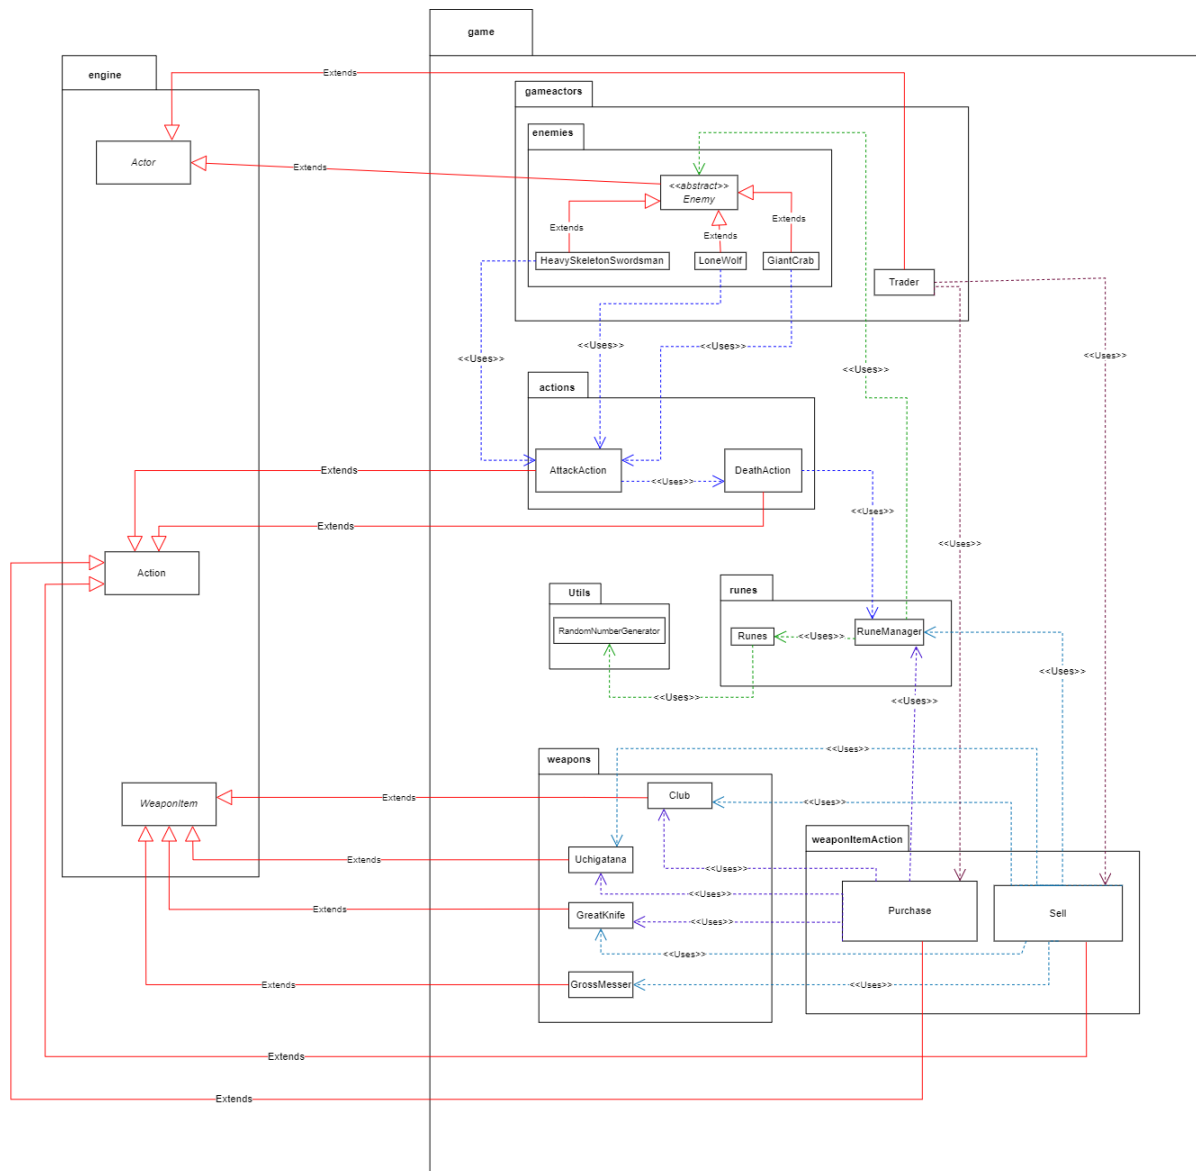 game
engine
Extends
gameactors
enemies
Actor
Extends
<<abstract>>
Enemy
Extends
Extends
Extends
HeavySkeletonSwordsman
LoneWolf
GiantCrab
Trader
<<Uses>>
<<Uses>>
<<Uses>>
<<Uses>>
<<Uses>>
actions
AttackAction
DeathAction
Extends
<<Uses>>
<<Uses>>
Extends
<<Uses>>
Action
Utils
runes
RandomNumberGenerator
Runes
<<Uses>>
RuneManager
<<Uses>>
<<Uses>>
<<Uses>>
weapons
<<Uses>>
WeaponItem
Extends
Club
<<Uses>>
weaponItemAction
Extends
Uchigatana
<<Uses>>
<<Uses>>
Extends
GreatKnife
<<Uses>>
Purchase
Sell
<<Uses>>
Extends
GrossMesser
<<Uses>>
Extends
Extends